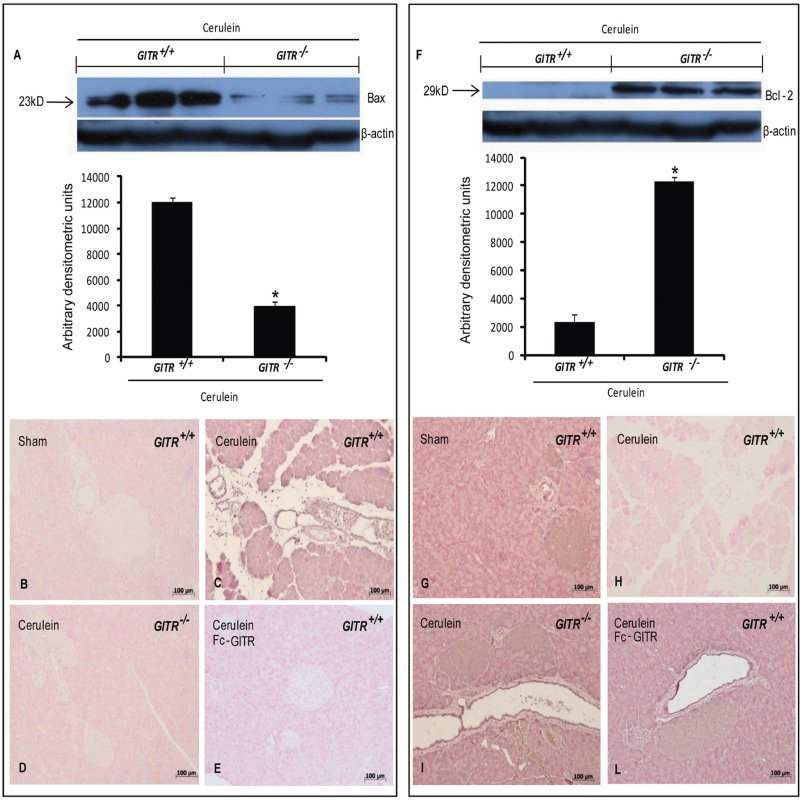 Cerulein
A
GITR+/+ GITR-/-
23kD Bax
β-actin
Arbitrary densitometric units
14000
12000
10000
8000
6000
4000
2000
0
*
GITR+/+ GITR-/-
Cerulein
Sham GITR+/+
B
100 µm
Cerulein GITR+/+
C
100 µm
Cerulein GITR-/-
D
100 µm
Cerulein GITR+/+
Fc-GITR
E
100 µm
Cerulein
F
GITR+/+ GITR-/-
29kD Bcl-2
β-actin
Arbitrary densitometric units
14000
12000
10000
8000
6000
4000
2000
0
*
GITR+/+ GITR-/-
Cerulein
Sham GITR+/+
G
100 µm
Cerulein GITR+/+
H
100 µm
Cerulein GITR-/-
I
100 µm
Cerulein GITR+/+
Fc-GITR
L
100 µm